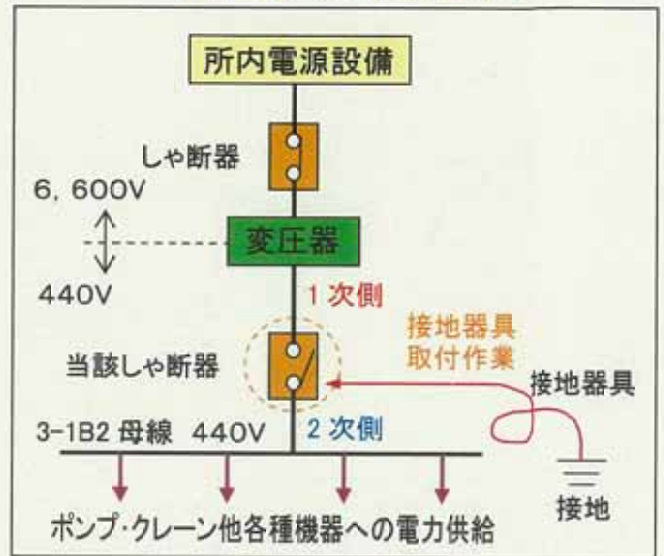 所内電源設備
しゃ断器
6,600V
変圧器
440V
1次側
接地器具
取付作業
当該しゃ断器
接地器具
3-1B2 母線 440V
2次側
接地
ポンプ・クレーン他各種機器への電力供給